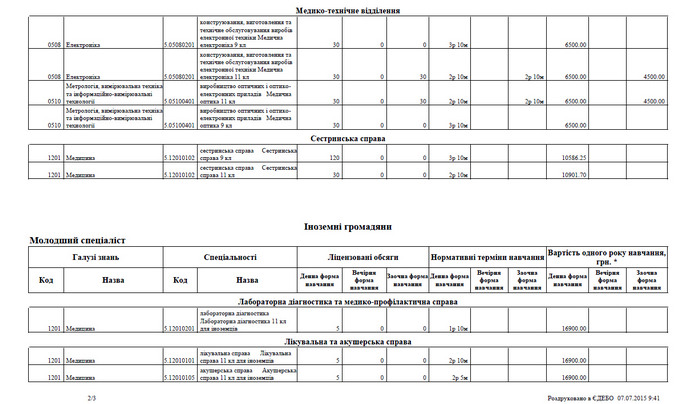 Медико-технічне відділення
конструювання, виготовлення та
технічне обслуговування виробів
електронної техніки Медична
0508 Електроніка 5.05080201 електроніка 9 кл 30 0 0 3р 10м 6500.00
конструювання, виготовлення та
технічне обслуговування виробів
електронної техніки Медична
0508 Електроніка 5.05080201 електроніка 11 кл 30 0 30 2р 10м 2р 10м 6500.00 4500.00
Метрологія, вимірювальна техніка виробництво оптичних і оптико-
та інформаційно-вимірювальні електронних приладів Медична
0510 технології 5.05100401 оптика 11 кл 30 0 30 2р 10м 2р 10м 6500.00 4500.00
Метрологія, вимірювальна техніка виробництво оптичних і оптико-
та інформаційно-вимірювальні електронних приладів Медична
0510 технології 5.05100401 оптика 9 кл 30 0 0 3р 10м 6500.00
Сестринська справа
сестринська справа Сестринська
1201 Медицина 5.12010102 справа 9 кл 120 0 0 3р 10м 10586.25
сестринська справа Сестринська
1201 Медицина 5.12010102 справа 11 кл 30 0 0 2р 10м 10901.70
Іноземні громадяни
Молодший спеціаліст
Галузі знань Спеціальності Ліцензовані обсяги Нормативні терміни навчання Вартість одного року навчання, грн. *
Код Назва Код Назва Денна форма навчання Вечірня форма навчання Заочна форма навчання Денна форма навчання Вечірня форма навчання Заочна форма навчання Денна форма навчання Вечірня форма навчання Заочна форма навчання
Лабораторна діагностика та медико-профілактична справа
лабораторна діагностика
Лабораторна діагностика 11 кл
1201 Медицина 5.12010201 для іноземців 5 0 0 1р 10м 16900.00
Лікувальна та акушерська справа
лікувальна справа Лікувальна
1201 Медицина 5.12010101 справа 11 кл для іноземців 5 0 0 2р 10м 16900.00
акушерська справа Акушерська
1201 Медицина 5.12010105 справа 11 кл для іноземців 5 0 0 2р 5м 16900.00
2/3 Роздруковано в ЄДЕБО 07.07.2015 9:41